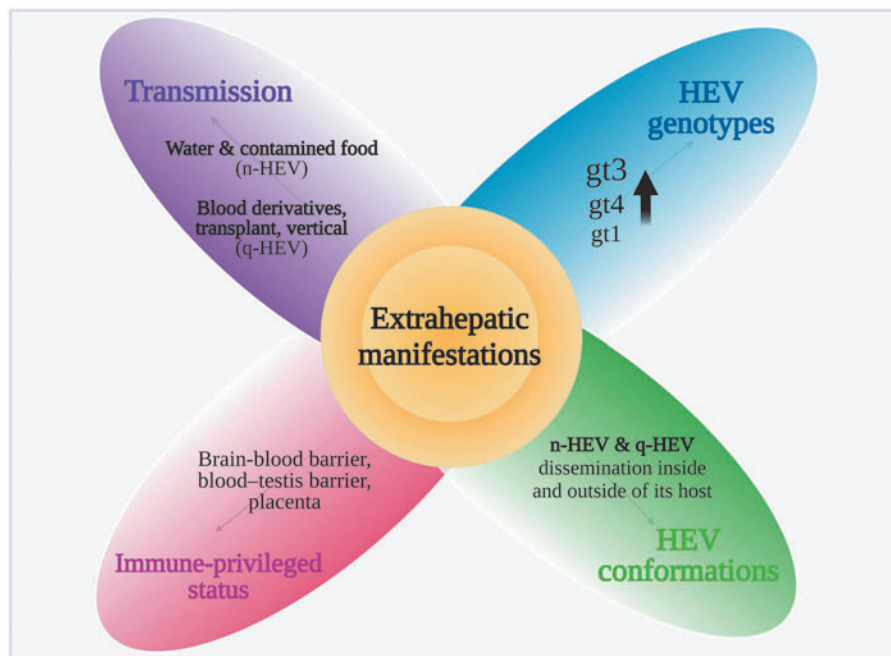 Transmission
Water & contamined food
(n-HEV)
Blood derivatives,
transplant, vertical
(q-HEV)
HEV
genotypes
gt3
gt4
gt1
Extrahepatic
manifestations
Brain-blood barrier,
blood–testis barrier,
placenta
Immune-privileged
status
n-HEV & q-HEV
dissemination inside
and outside of its host
HEV
conformations